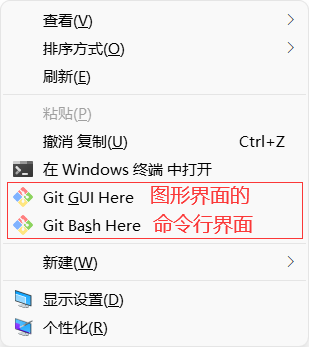 查看(V)
排序方式(O)
刷新(E)
粘贴(P)
撤消 复制(U) Ctrl+Z
在 Windows 终端 中打开
Git GUI Here 图形界面的
Git Bash Here 命令行界面
新建(W)
显示设置(D)
个性化(R)